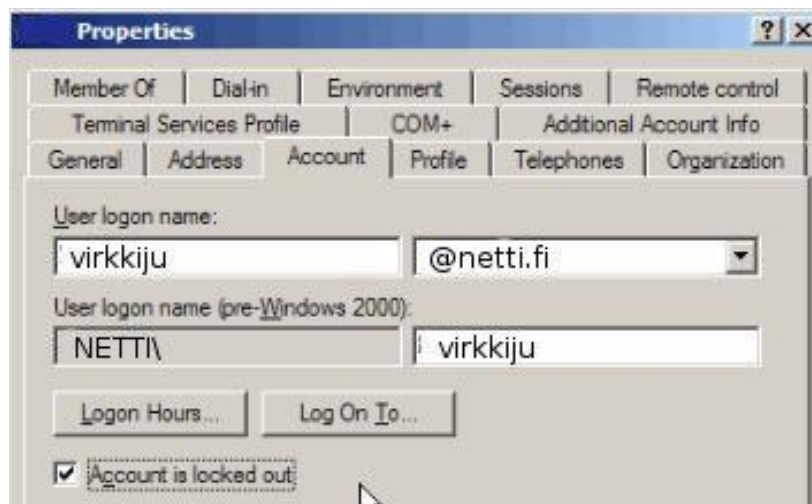 Properties
Member Of Dial-in Environment Sessions Remote control
Terminal Services Profile COM+ Additional Account Info
General Address Account Profile Telephones Organization
User logon name:
virkkiju @netti.fi
User logon name (pre-Windows 2000):
NETTI\ virkkiju
Logon Hours... Log On To...
Account is locked out